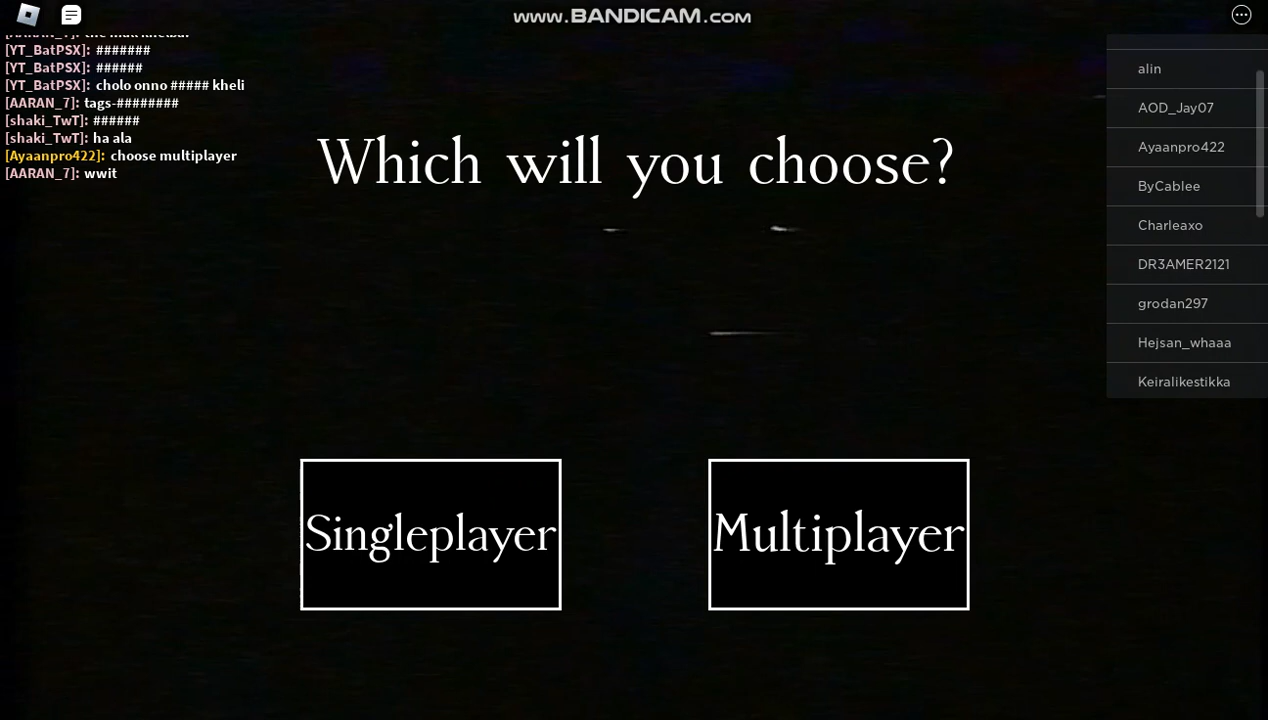 www.BANDICAM.com
[YT_BatPSX]: #######
[YT_BatPSX]: ######
[YT_BatPSX]: cholo onno ##### kheli
[AARAN_7]: tags-########
[shaki_TwT]: ######
[shaki_TwT]: ha ala
[Ayaanpro422]: choose multiplayer
[AARAN_7]: wwit
alin
AOD_Jay07
Ayaanpro422
ByCablee
Charleaxo
DR3AMER2121
grodan297
Hejsan_whaaa
Keiralikestikka
Which will you choose?
Singleplayer
Multiplayer